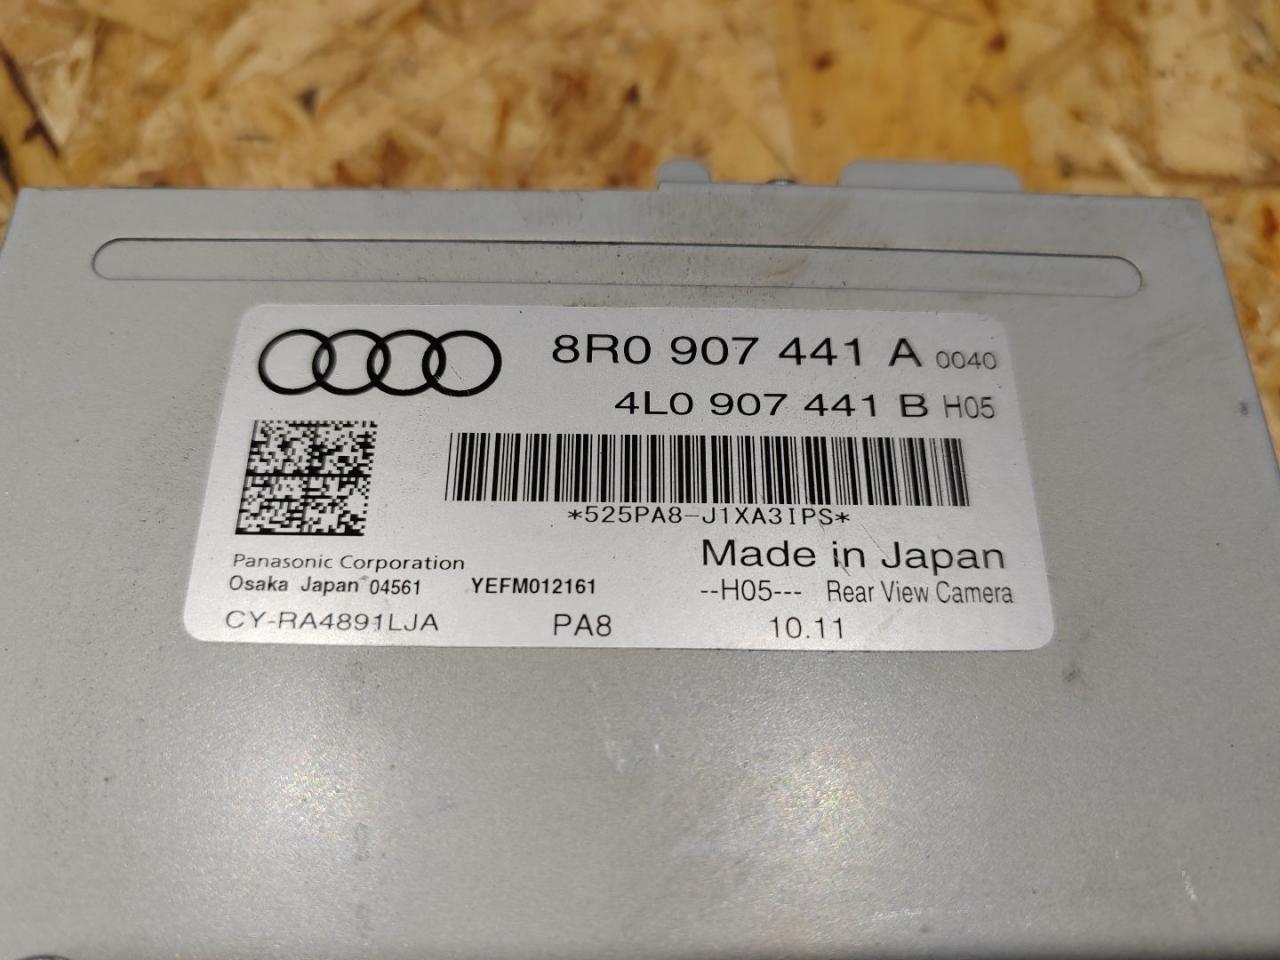 8R0 907 441 A 0040
4L0 907 441 B H05
*525PA8-J1XA3IPS*
Panasonic Corporation
Made in Japan
Osaka Japan 04561 YEFM012161
--H05--- Rear View Camera
CY-RA4891LJA PA8 10.11